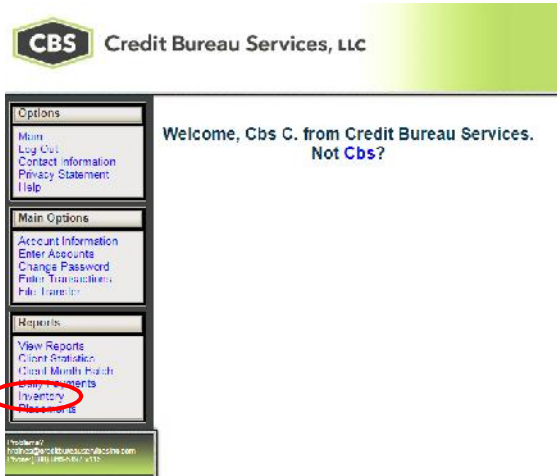 CBS Credit Bureau Services, LLC
Options
Main
Log Out
Contact Information
Privacy Statement
Help
Welcome, Cbs C. from Credit Bureau Services.
Not Cbs?
Main Options
Account Information
Enter Accounts
Change Password
Enter Transactions
File Transfer
Reports
View Reports
Client Statistics
Client Month Batch
Daily Payments
Inventory
Placements
Problems?